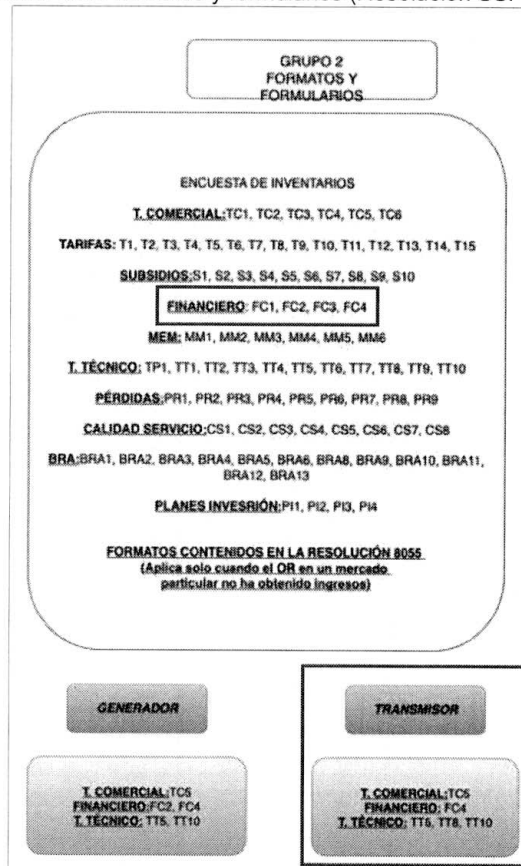 y formularios (Resolución
GRUPO 2
FORMATOS Y
FORMULARIOS
ENCUESTA DE INVENTARIOS
T. COMERCIAL:TC1, TC2, TC3, TC4, TC5, TC6
TARIFAS: T1, T2, T3, T4, T5, T6, T7, T8, T9, T10, T11, T12, T13, T14, T15
SUBSIDIOS:S1, S2, S3, S4, S5, S6, S7, S8, S9, S10
FINANCIERO: FC1, FC2, FC3, FC4
MEM: MM1, MM2, MM3, MM4, MM5, MM6
T. TÉCNICO: TP1, TT1, TT2, TT3, TT4, TT5, TT6, TT7, TT8, TT9, TT10
PÉRDIDAS:PR1, PR2, PR3, PR4, PR5, PR6, PR7, PR8, PR9
CALIDAD SERVICIO:CS1, CS2, CS3, CS4, CS5, CS6, CS7, CS8
BRA:BRA1, BRA2, BRA3, BRA4, BRA5, BRA6, BRA8, BRA9, BRA10, BRA11,
BRA12, BRA13
PLANES INVESRIÓN:PI1, PI2, PI3, PI4
FORMATOS CONTENIDOS EN LA RESOLUCIÓN 8055
(Aplica solo cuando el OR en un mercado
particular no ha obtenido ingresos)
GENERADOR
T. COMERCIAL:TC5
FINANCIERO:FC2, FC4
T. TÉCNICO: TT5, TT10
TRANSMISOR
T. COMERCIAL:TC5
FINANCIERO: FC4
T. TÉCNICO: TT6, TT8, TT10